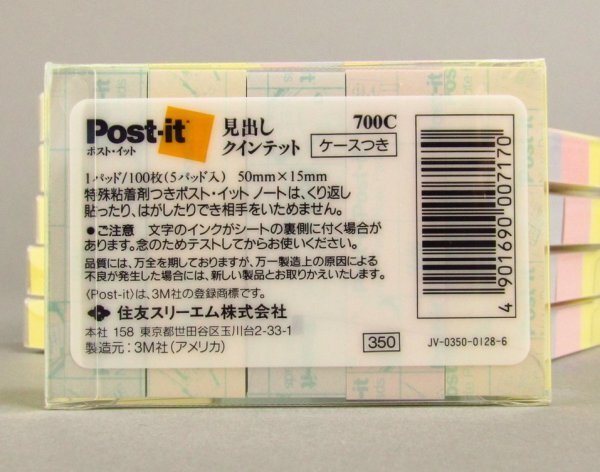 Post-it
ポスト・イット
見出し
クインテット
700C
ケースつき
1パッド/100枚(5パッド入) 50mm×15mm
特殊粘着剤つきポスト・イット ノートは、くり返し
貼ったり、はがしたりでき相手をいためません。
●ご注意 文字のインクがシートの裏側に付く場合が
あります。念のためテストしてからお使いください。
品質には、万全を期しておりますが、万一製造上の原因による
不良が発生した場合には、新しい製品とお取りかえいたします。
〈Post-it〉は、3M社の登録商標です。
住友スリーエム株式会社
本社 158 東京都世田谷区玉川台2-33-1
製造元:3M社(アメリカ)
350
JV-0350-0128-6
4 901690 007170